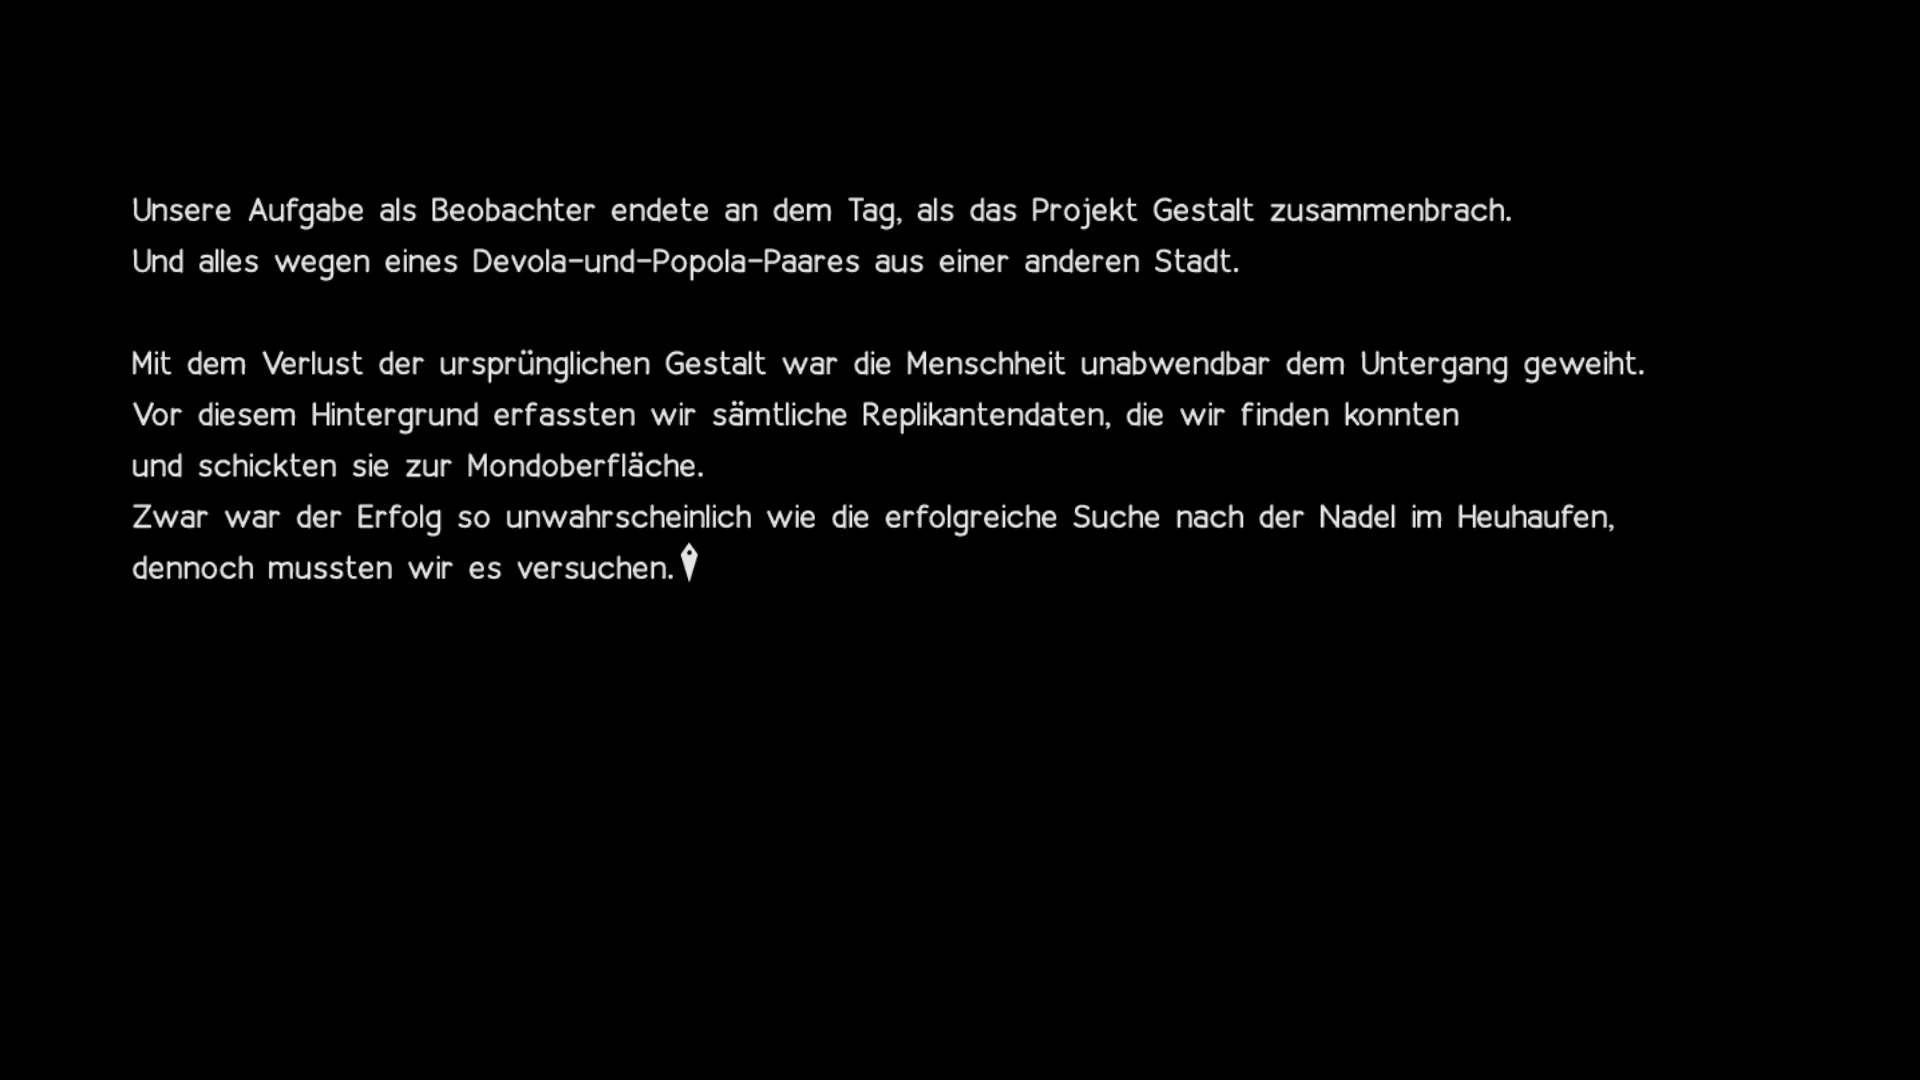 Unsere Aufgabe als Beobachter endete an dem Tag, als das Projekt Gestalt zusammenbrach.
Und alles wegen eines Devola-und-Popola-Paares aus einer anderen Stadt.
Mit dem Verlust der ursprünglichen Gestalt war die Menschheit unabwendbar dem Untergang geweiht.
Vor diesem Hintergrund erfassten wir sämtliche Replikantendaten, die wir finden konnten
und schickten sie zur Mondoberfläche.
Zwar war der Erfolg so unwahrscheinlich wie die erfolgreiche Suche nach der Nadel im Heuhaufen,
dennoch mussten wir es versuchen.